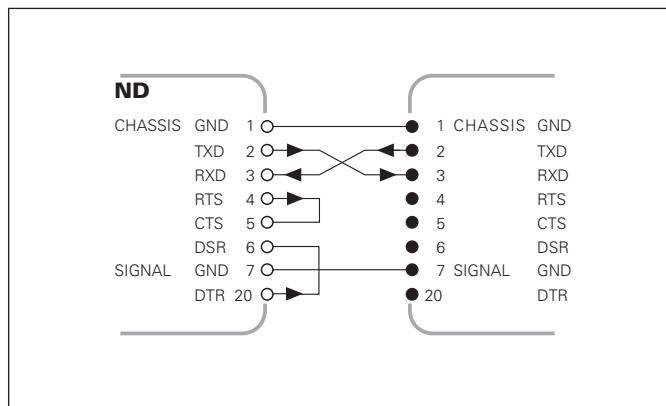 ND
CHASSIS GND 1 1 CHASSIS GND
TXD 2 2 TXD
RXD 3 3 RXD
RTS 4 4 RTS
CTS 5 5 CTS
DSR 6 6 DSR
SIGNAL GND 7 7 SIGNAL GND
DTR 20 20 DTR